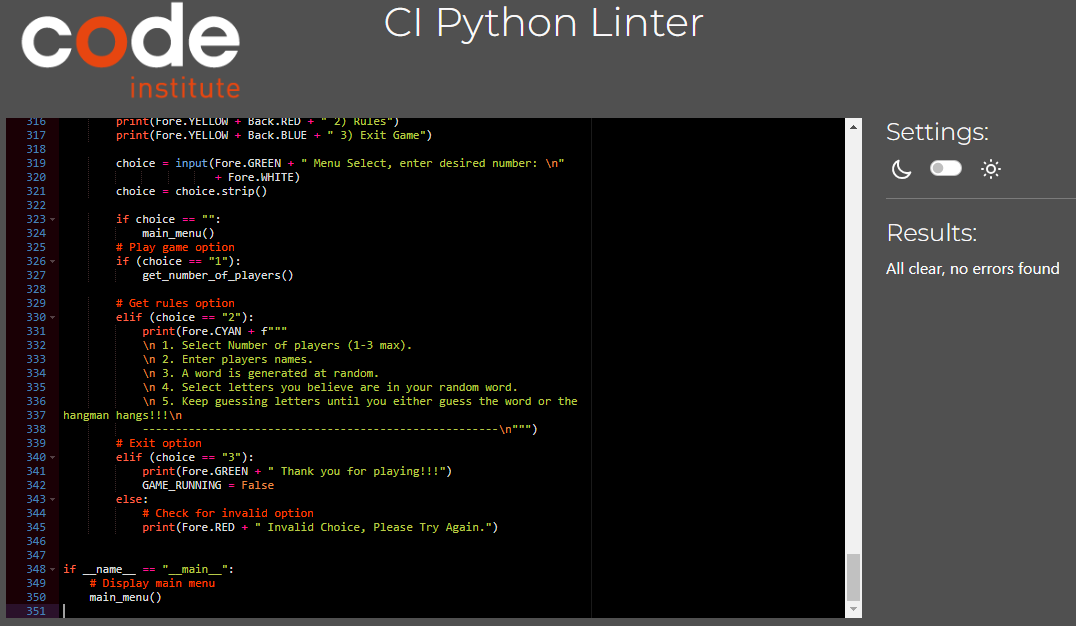 code
institute
CI Python Linter
316 print(Fore.YELLOW + Back.RED + " 2) Rules")
317 print(Fore.YELLOW + Back.BLUE + " 3) Exit Game")
318
319 choice = input(Fore.GREEN + " Menu Select, enter desired number: \n"
320 + Fore.WHITE)
321 choice = choice.strip()
322
323 if choice == "":
324 main_menu()
325 # Play game option
326 if (choice == "1"):
327 get_number_of_players()
328
329 # Get rules option
330 elif (choice == "2"):
331 print(Fore.CYAN + f"""
332 \n 1. Select Number of players (1-3 max).
333 \n 2. Enter players names.
334 \n 3. A word is generated at random.
335 \n 4. Select letters you believe are in your random word.
336 \n 5. Keep guessing letters until you either guess the word or the
337 hangman hangs!!!\n
338 ------------------------------------------------------\n""")
339 # Exit option
340 elif (choice == "3"):
341 print(Fore.GREEN + " Thank you for playing!!!")
342 GAME_RUNNING = False
343 else:
344 # Check for invalid option
345 print(Fore.RED + " Invalid Choice, Please Try Again.")
346
347
348 if __name__ == "__main__":
349 # Display main menu
350 main_menu()
351
Settings:
Results:
All clear, no errors found